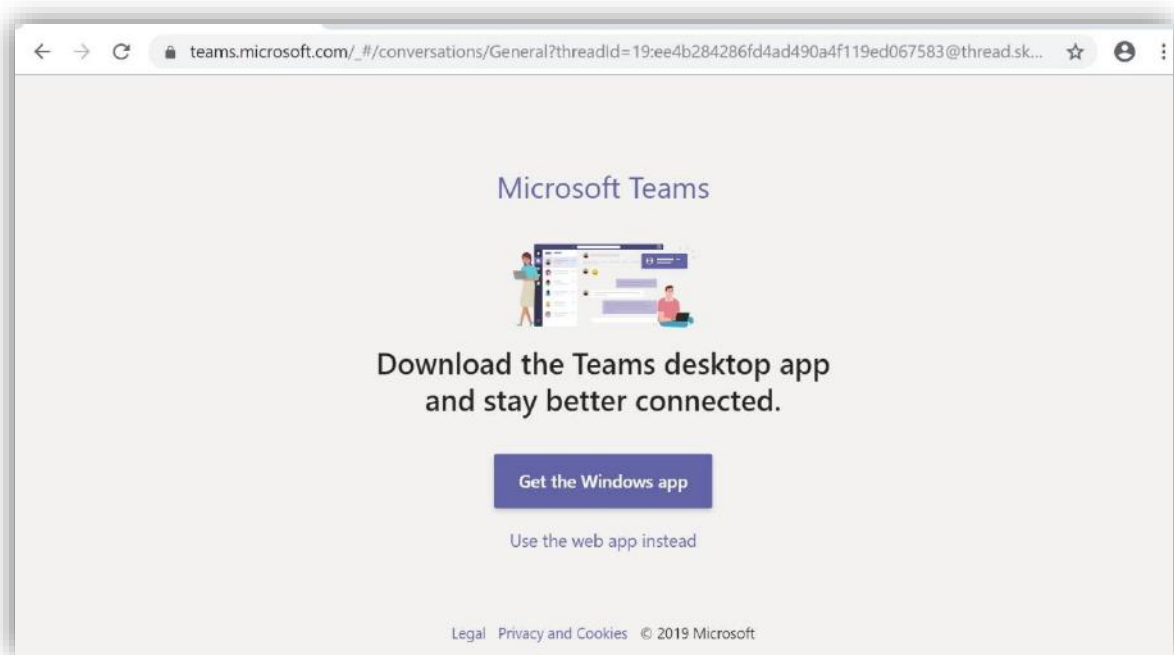 teams.microsoft.com/_#/conversations/General?threadId=19:ee4b284286fd4ad490a4f119ed067583@thread.sk...
Microsoft Teams
Download the Teams desktop app
and stay better connected.
Get the Windows app
Use the web app instead
Legal Privacy and Cookies © 2019 Microsoft